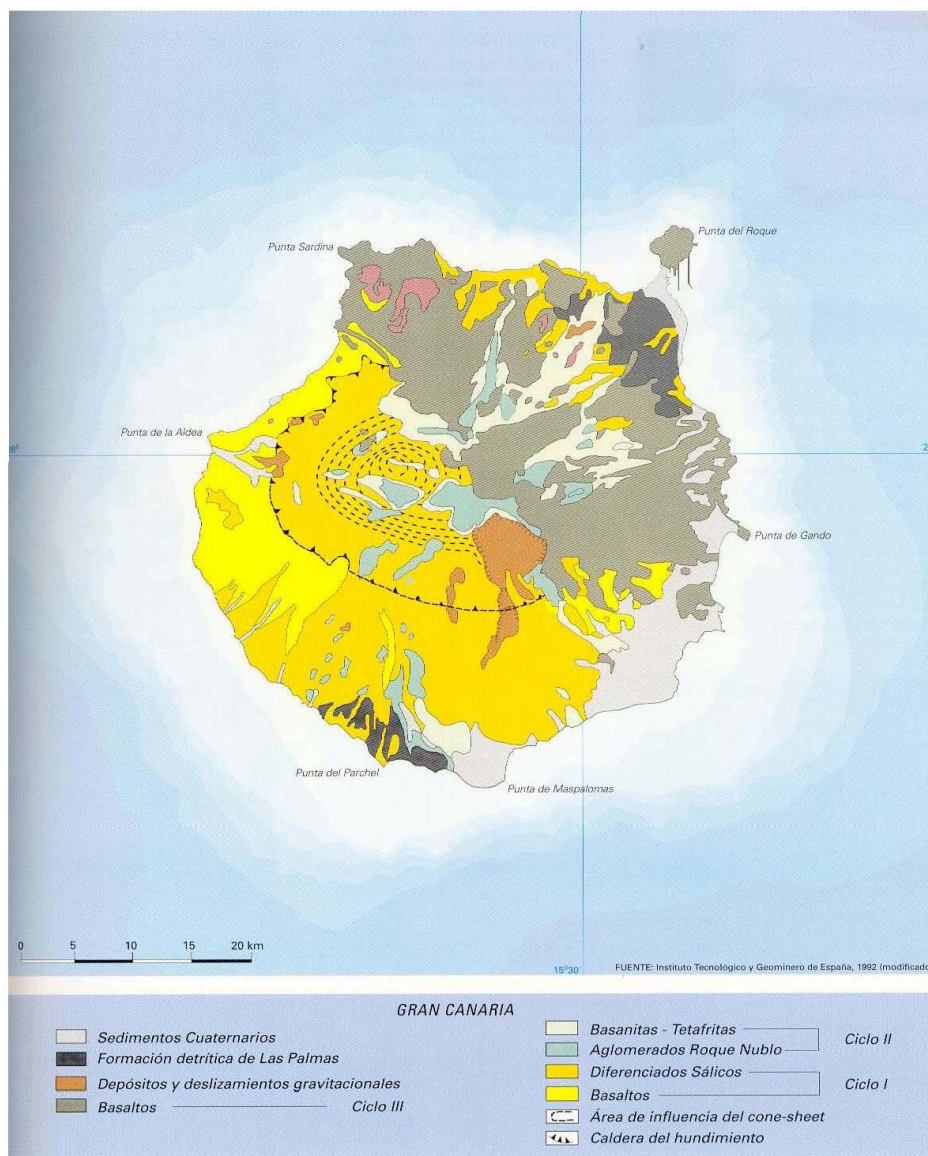 Punta Sardina
Punta del Roque
Punta de la Aldea
Punta de Gando
Punta del Parchel
Punta de Maspalomas
0 5 10 15 20 km
15°30
FUENTE: Instituto Tecnológico y Geominero de España, 1992 (modificado
GRAN CANARIA
Sedimentos Cuaternarios
Formación detrítica de Las Palmas
Depósitos y deslizamientos gravitacionales
Basaltos Ciclo III
Basanitas - Tetafritas
Ciclo II
Aglomerados Roque Nublo
Diferenciados Sálicos
Ciclo I
Basaltos
Área de influencia del cone-sheet
Caldera del hundimiento